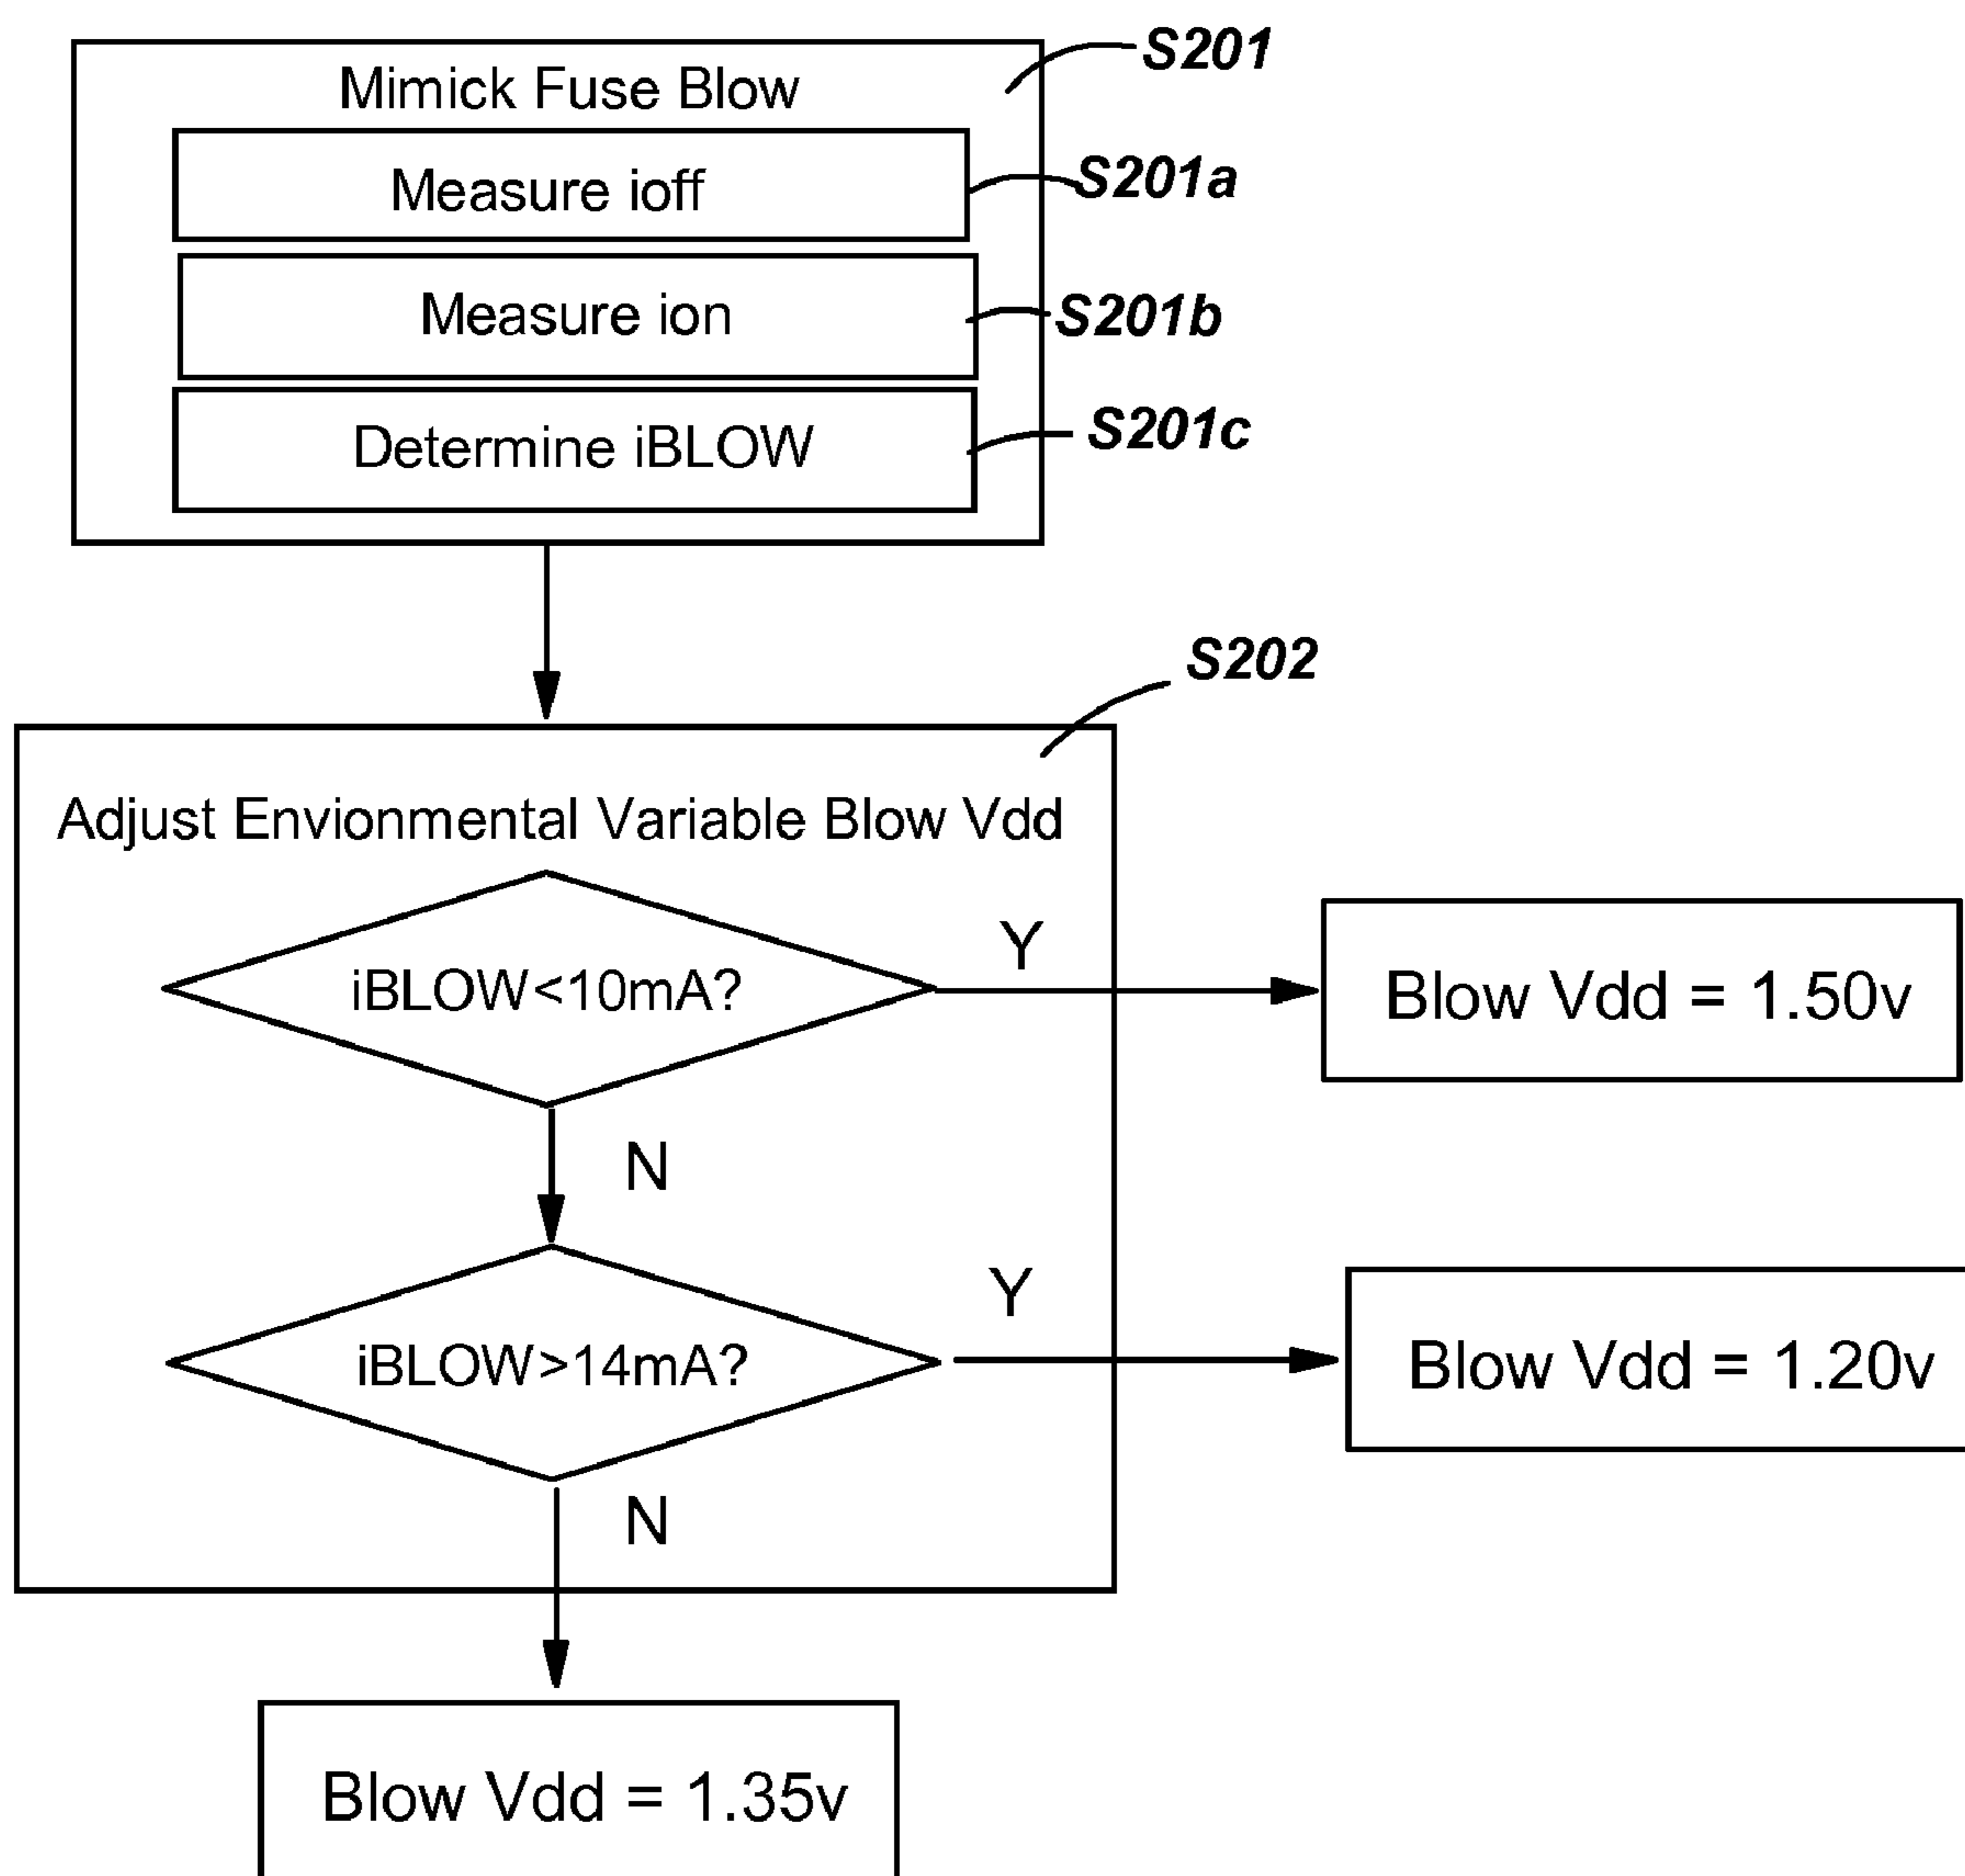 S201
Mimick Fuse Blow
Measure ioff
S201a
Measure ion
S201b
Determine iBLOW
S201c
S202
Adjust Envionmental Variable Blow Vdd
iBLOW<10mA?
Y
Blow Vdd = 1.50v
N
iBLOW>14mA?
Y
Blow Vdd = 1.20v
N
Blow Vdd = 1.35v